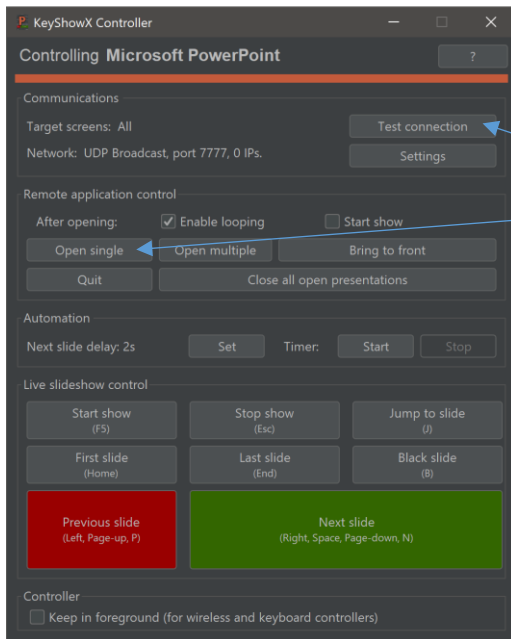 KeyShowX Controller
Controlling Microsoft PowerPoint
?
Communications
Target screens: All
Test connection
Network: UDP Broadcast, port 7777, 0 IPs.
Settings
Remote application control
After opening:
Enable looping
Start show
Open single
Open multiple
Bring to front
Quit
Close all open presentations
Automation
Next slide delay: 2s
Set
Timer:
Start
Stop
Live slideshow control
Start show
(F5)
Stop show
(Esc)
Jump to slide
(J)
First slide
(Home)
Last slide
(End)
Black slide
(B)
Previous slide
(Left, Page-up, P)
Next slide
(Right, Space, Page-down, N)
Controller
Keep in foreground (for wireless and keyboard controllers)